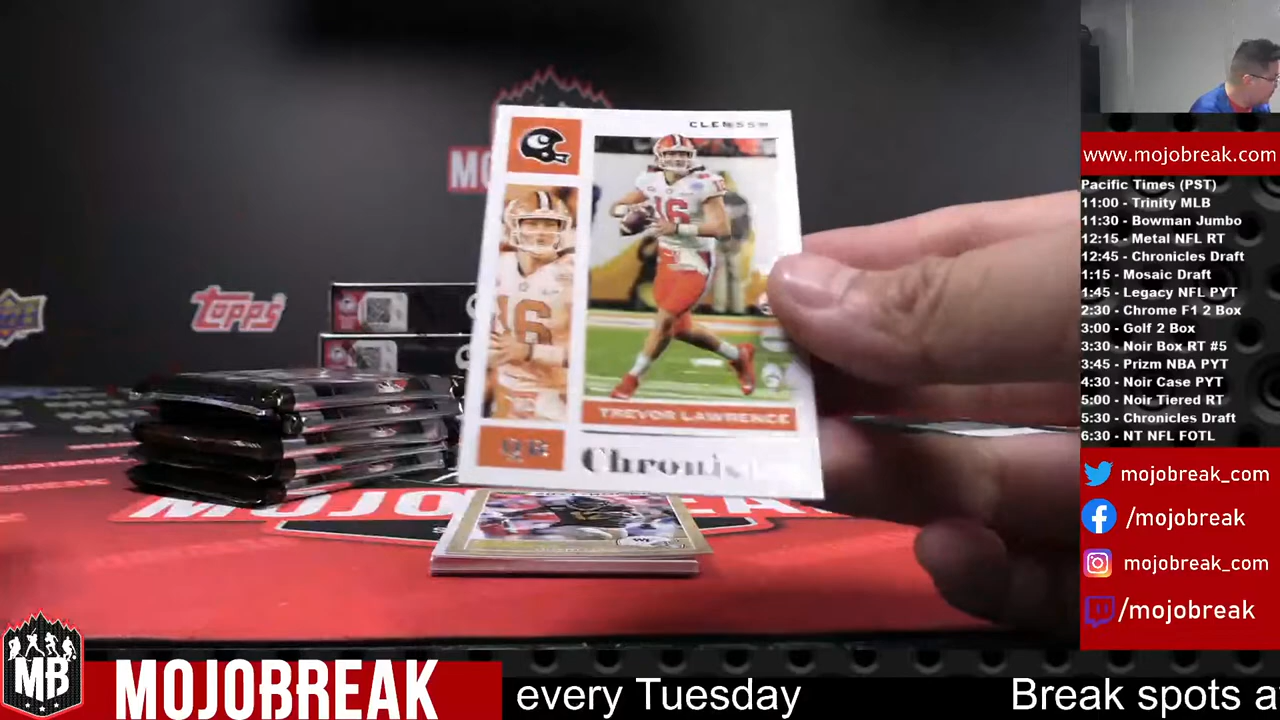 CLEMSON
16
16
TREVOR LAWRENCE
QB
Chronic
TOPPS
MB
MOJOBREAK
every Tuesday
Break spots a
www.mojobreak.com
Pacific Times (PST)
11:00 - Trinity MLB
11:30 - Bowman Jumbo
12:15 - Metal NFL RT
12:45 - Chronicles Draft
1:15 - Mosaic Draft
1:45 - Legacy NFL PYT
2:30 - Chrome F1 2 Box
3:00 - Golf 2 Box
3:30 - Noir Box RT #5
3:45 - Prizm NBA PYT
4:30 - Noir Case PYT
5:00 - Noir Tiered RT
5:30 - Chronicles Draft
6:30 - NT NFL FOTL
mojobreak_com
/mojobreak
mojobreak_com
/mojobreak